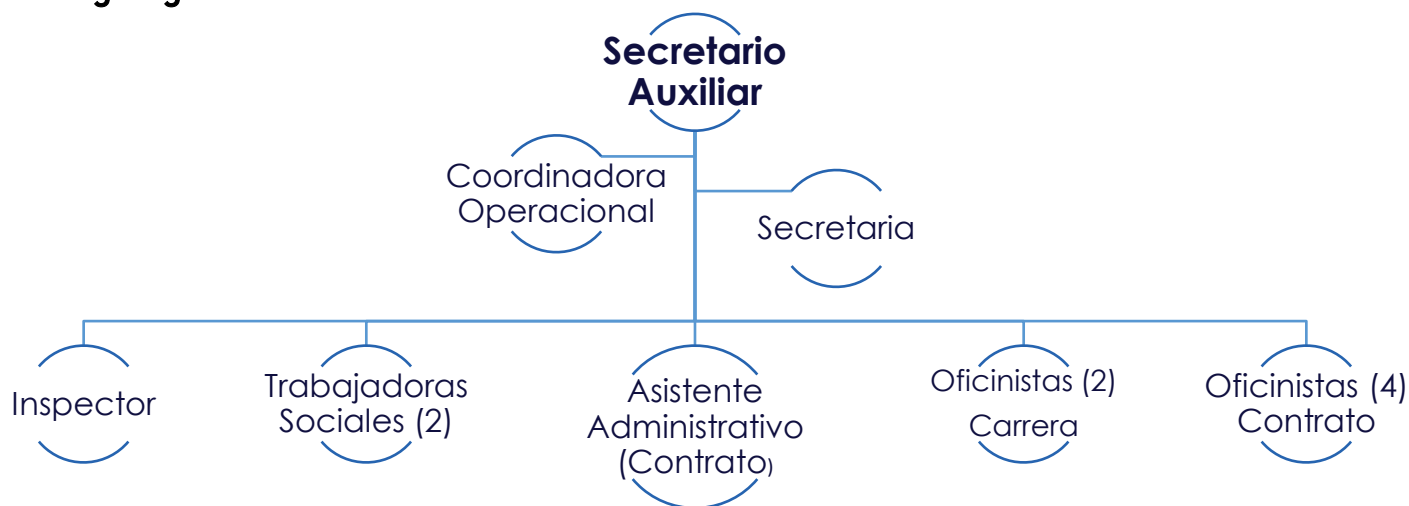 Secretario
Auxiliar
Coordinadora
Operacional
Secretaria
Inspector
Trabajadoras
Sociales (2)
Asistente
Administrativo
(Contrato)
Oficinistas (2)
Carrera
Oficinistas (4)
Contrato